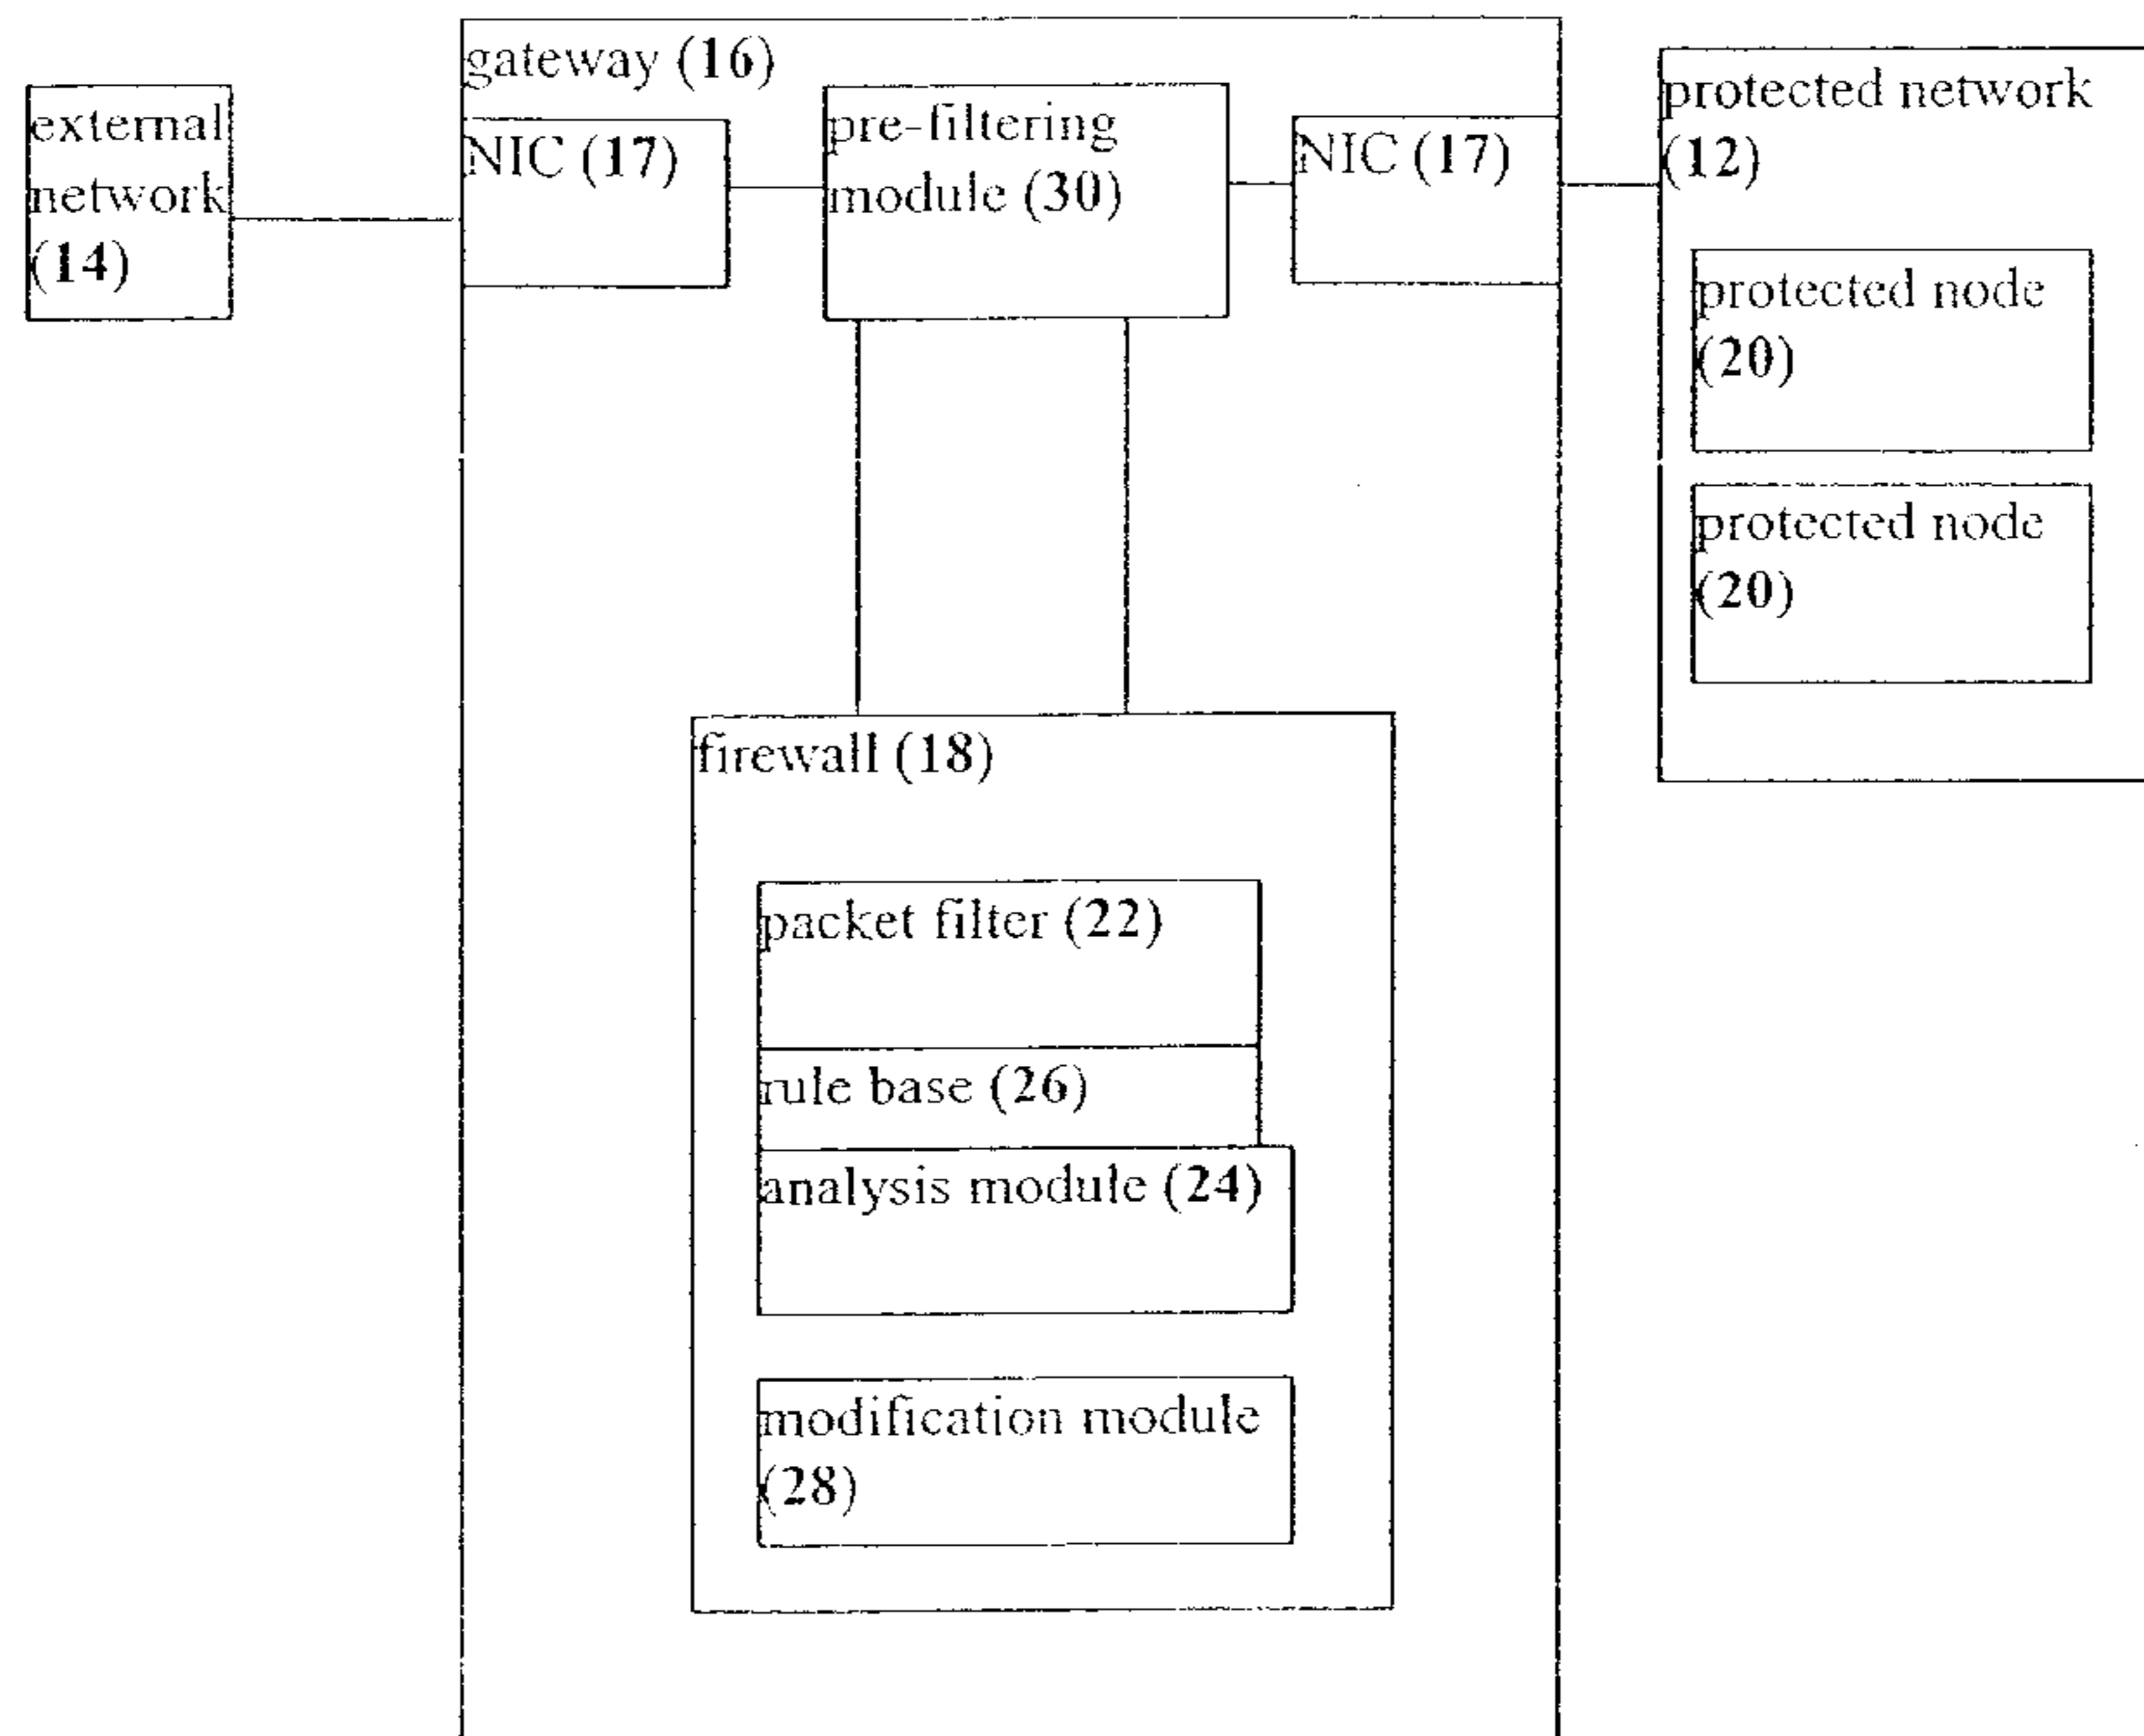 gateway (16)
external
network
(14)
NIC (17)
pre-filtering
module (30)
NIC (17)
protected network
(12)
protected node
(20)
protected node
(20)
firewall (18)
packet filter (22)
rule base (26)
analysis module (24)
modification module
(28)